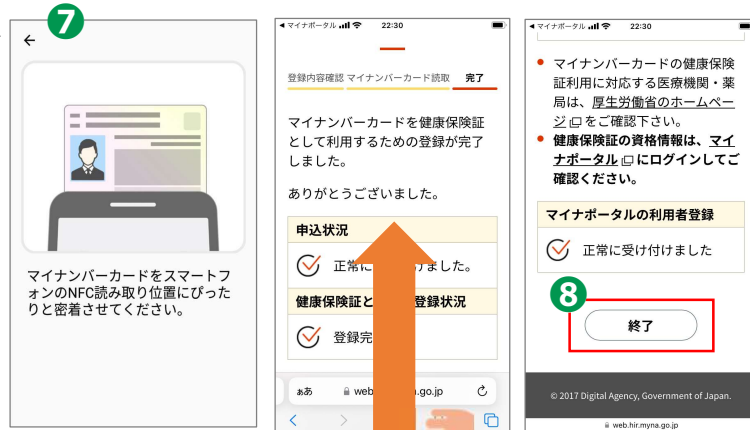 7
マイナンバーカードをスマートフ
ォンのNFC読み取り位置にぴった
りと密着させてください。
マイナポータル 22:30
登録内容確認 マイナンバーカード読取 完了
マイナンバーカードを健康保険証
として利用するための登録が完了
しました。
ありがとうございました。
申込状況
正常に けました。
健康保険証と 登録状況
登録完
ぁあ web .go.jp
マイナポータル 22:30
マイナンバーカードの健康保険
証利用に対応する医療機関・薬
局は、厚生労働省のホームペー
ジ をご確認下さい。
健康保険証の資格情報は、マイ
ナポータル にログインしてご
確認ください。
マイナポータルの利用者登録
正常に受け付けました
8
終了
© 2017 Digital Agency, Government of Japan.
web.hir.myna.go.jp